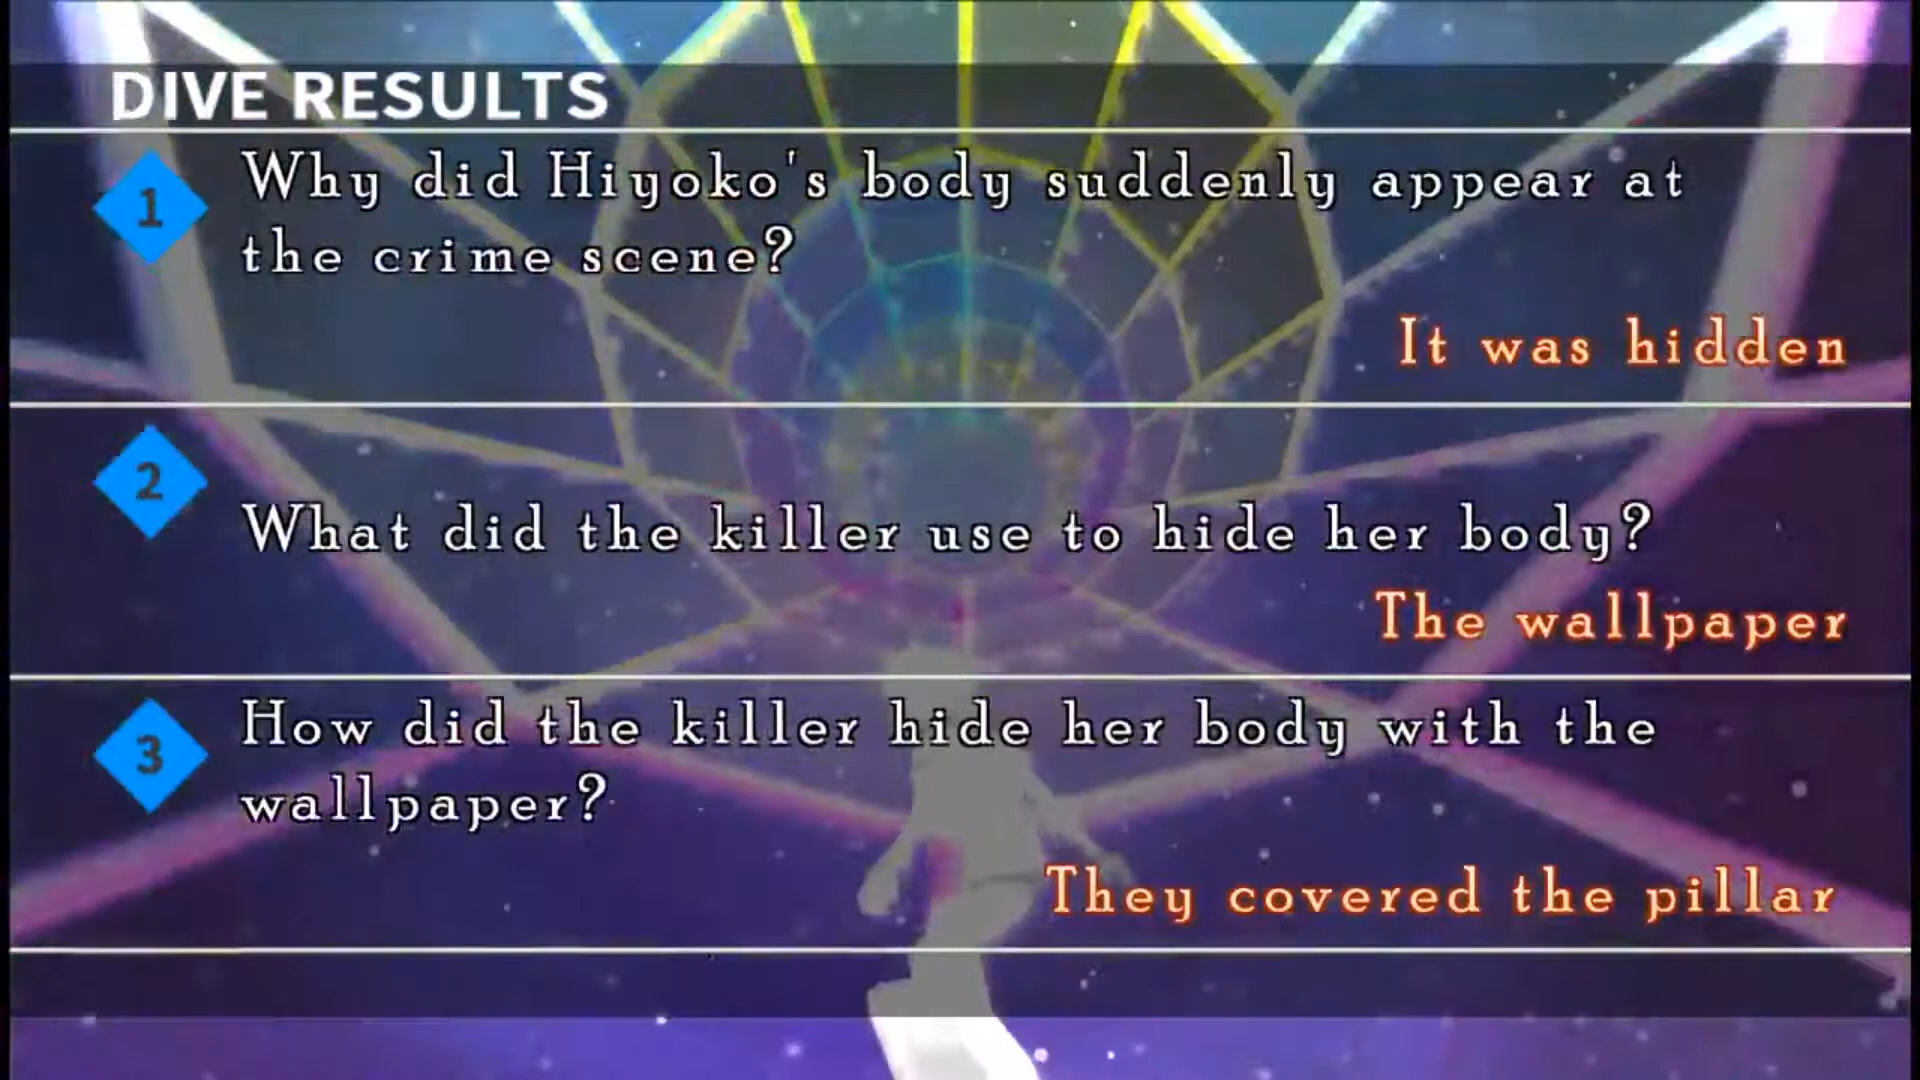 DIVE RESULTS
1
Why did Hiyoko's body suddenly appear at
the crime scene?
It was hidden
2
What did the killer use to hide her body?
The wallpaper
3
How did the killer hide her body with the
wallpaper?
They covered the pillar